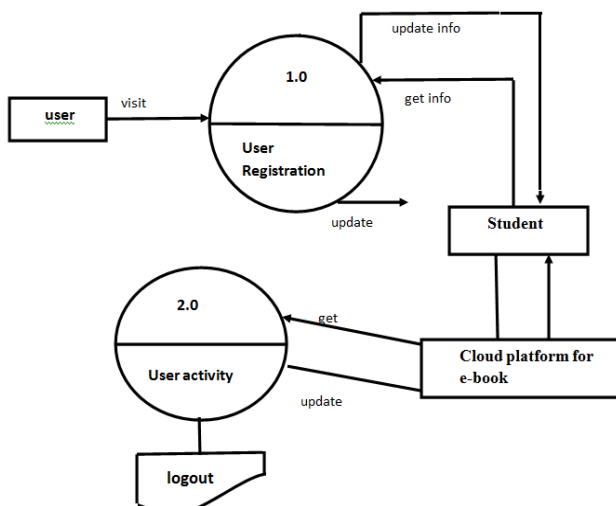 update info
1.0
get info
visit
user
User
Registration
update
Student
2.0
get
Cloud platform for
e-book
User activity
update
logout